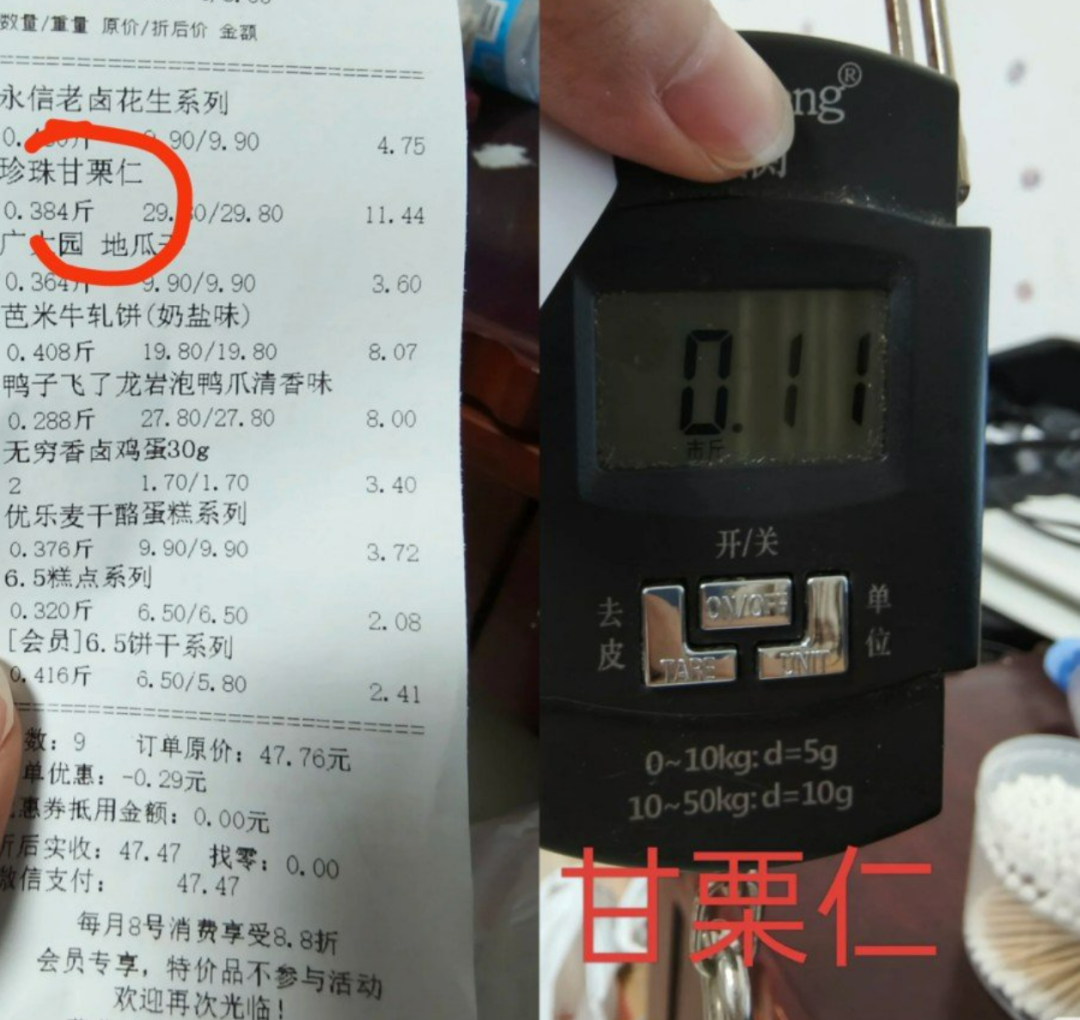 数量/重量 原价/折后价 金额
永信老卤花生系列
90/9.90 4.75
珍珠甘栗仁
0.384斤 29.80/29.80 11.44
园 地瓜
0.364斤 9.90/9.90 3.60
芭米牛轧饼(奶盐味)
0.408斤 19.80/19.80 8.07
鸭子飞了龙岩泡鸭爪清香味
0.288斤 27.80/27.80 8.00
无穷香卤鸡蛋30g
2 1.70/1.70 3.40
优乐麦干酪蛋糕系列
0.376斤 9.90/9.90 3.72
6.5糕点系列
0.320斤 6.50/6.50 2.08
[会员]6.5饼干系列
0.416斤 6.50/5.80 2.41
数: 9 订单原价: 47.76元
单优惠: -0.29元
惠券抵用金额: 0.00元
后实收: 47.47 找零: 0.00
微信支付: 47.47
每月8号消费享受8.8折
会员专享, 特价品不参与活动
欢迎再次光临!
ng®
0.11
市斤
开/关
去皮
ON/OFF
单位
TARE
UNIT
0~10kg: d=5g
10~50kg: d=10g
甘栗仁